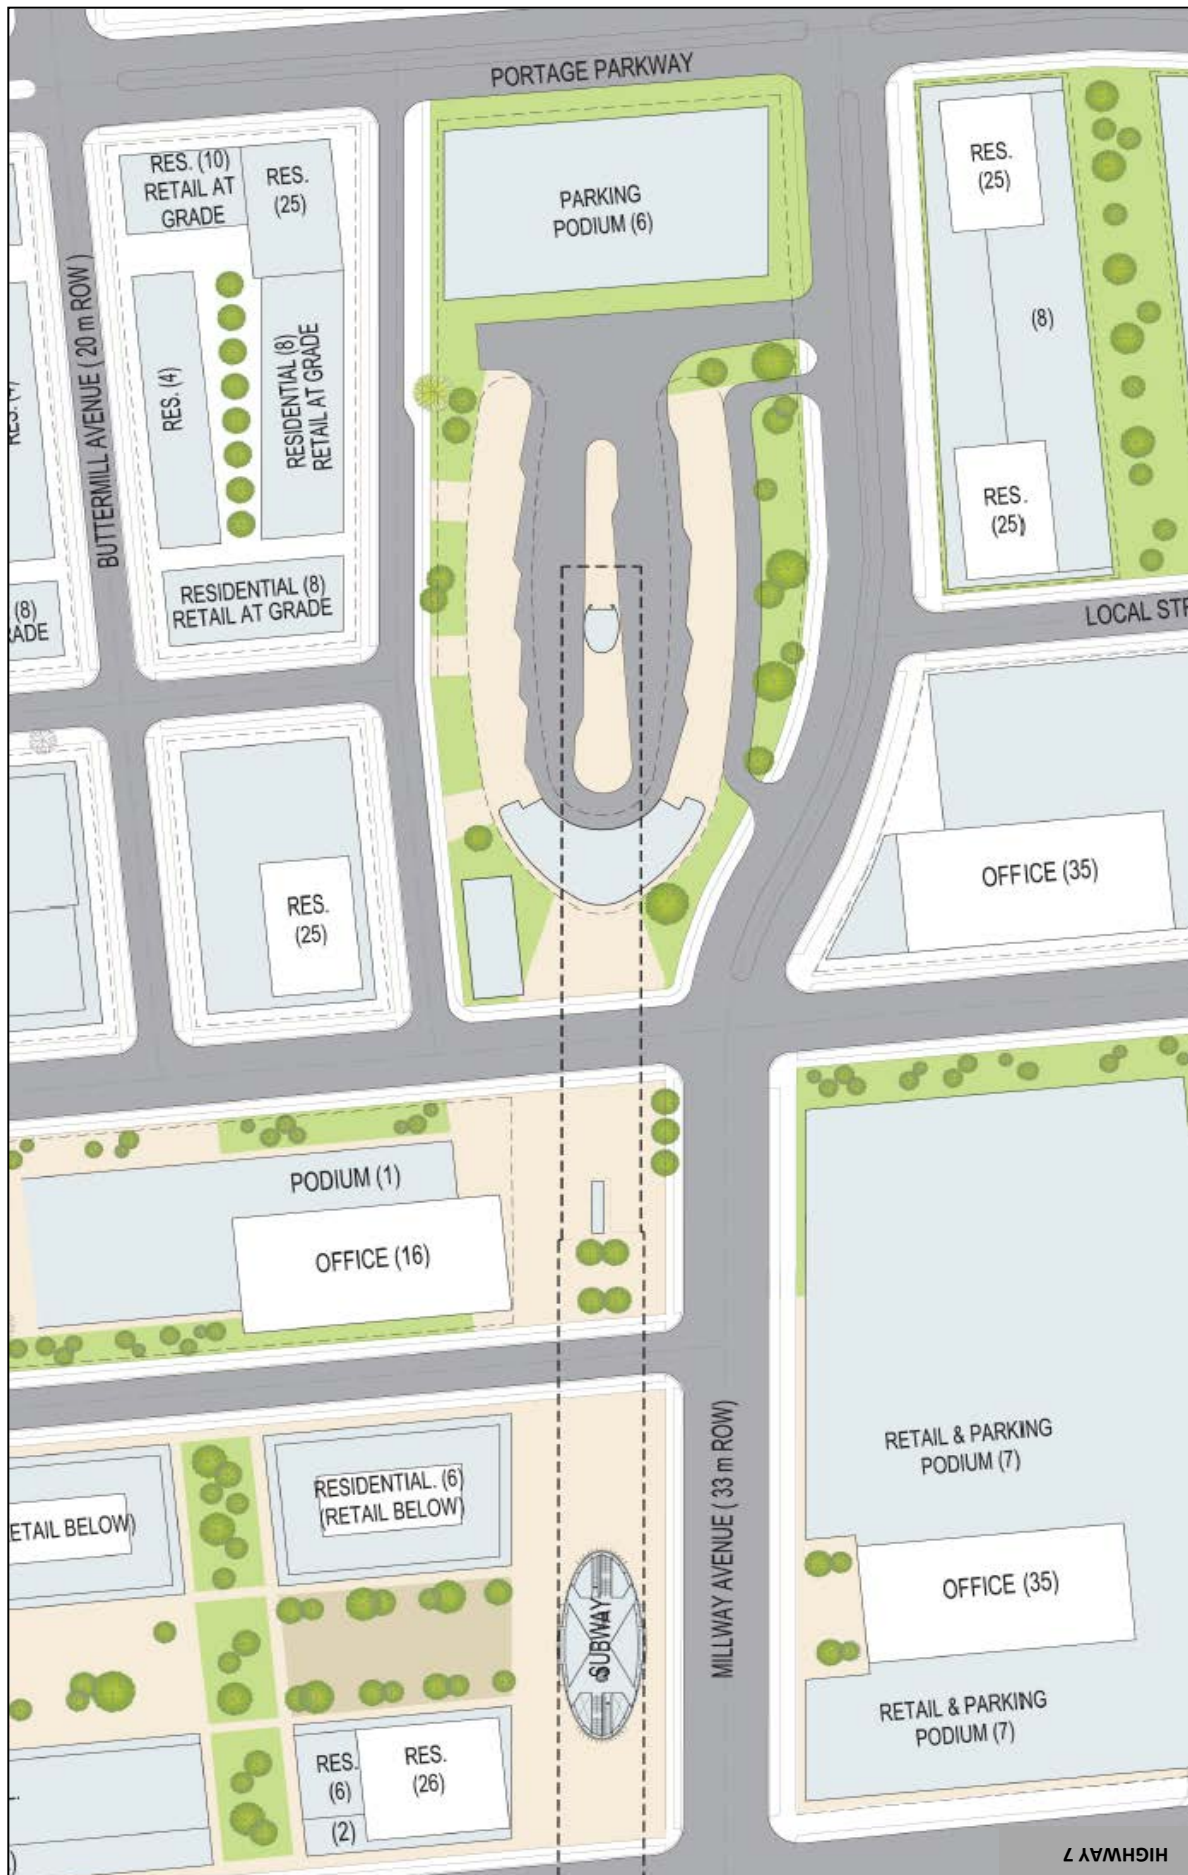 PORTAGE PARKWAY
RES. (10)
RETAIL AT
GRADE
RES.
(25)
PARKING
PODIUM (6)
RES.
(25)
(8)
RES.
(25)
BUTTERMILL AVENUE ( 20 m ROW )
RES. (4)
RESIDENTIAL (8)
RETAIL AT GRADE
RESIDENTIAL (8)
RETAIL AT GRADE
(8)
RADE
LOCAL STR
RES.
(25)
OFFICE (35)
PODIUM (1)
OFFICE (16)
RETAIL & PARKING
PODIUM (7)
RESIDENTIAL. (6)
(RETAIL BELOW)
ETAIL BELOW)
MILLWAY AVENUE ( 33 m ROW)
OFFICE (35)
SUBWAY
RETAIL & PARKING
PODIUM (7)
RES.
(6)
(2)
RES.
(26)
HIGHWAY 7